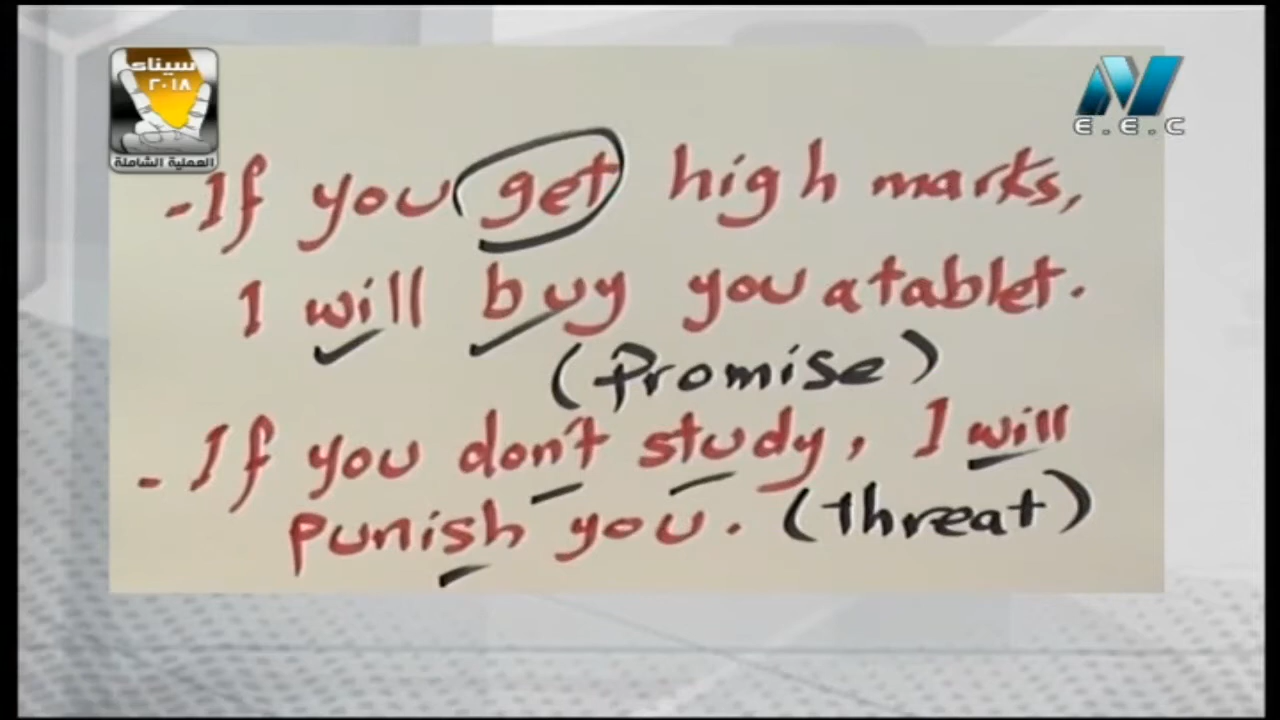 سيناء
٢٠١٨
العملية الشاملة
E.E.C
-If you get high marks,
I will buy you a tablet.
(Promise)
- If you don't study, I will
punish you. (threat)